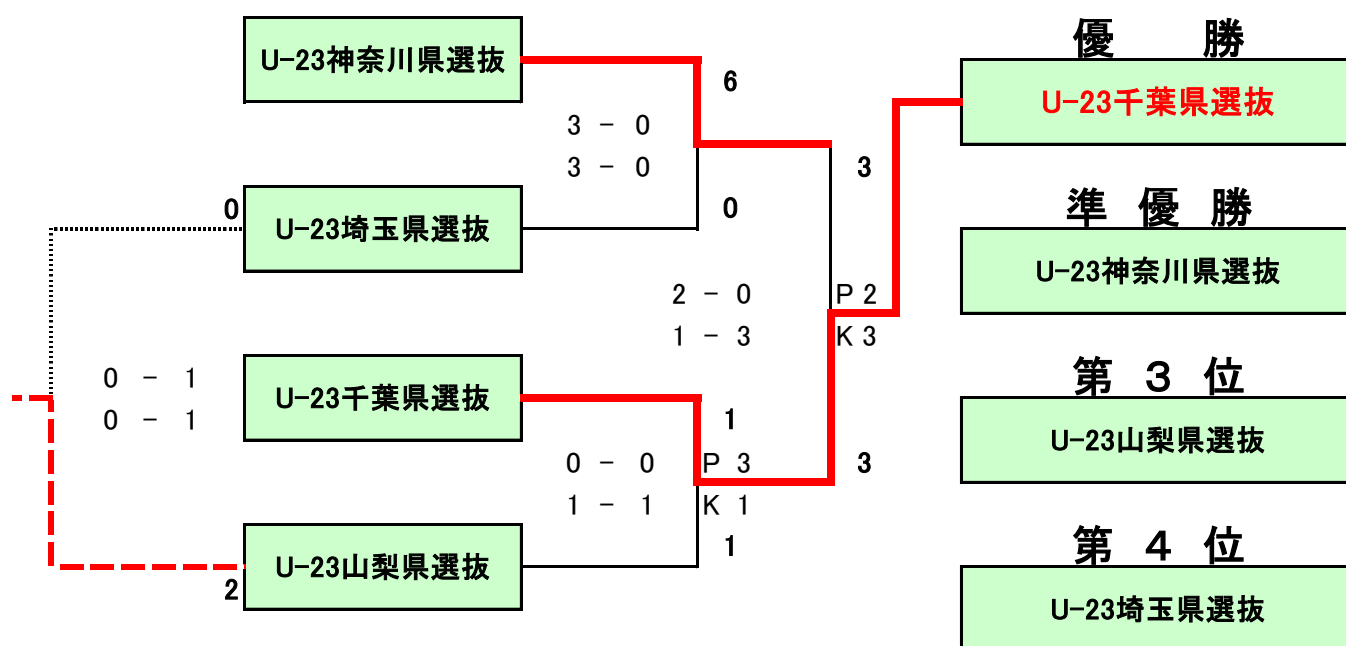 U-23神奈川県選抜
6
3 - 0
3 - 0
3
0
0
U-23埼玉県選抜
2 - 0
P 2
1 - 3
K 3
0 - 1
0 - 1
U-23千葉県選抜
1
0 - 0
P 3
3
1 - 1
K 1
1
U-23山梨県選抜
2
優 勝
U-23千葉県選抜
準 優 勝
U-23神奈川県選抜
第 3 位
U-23山梨県選抜
第 4 位
U-23埼玉県選抜